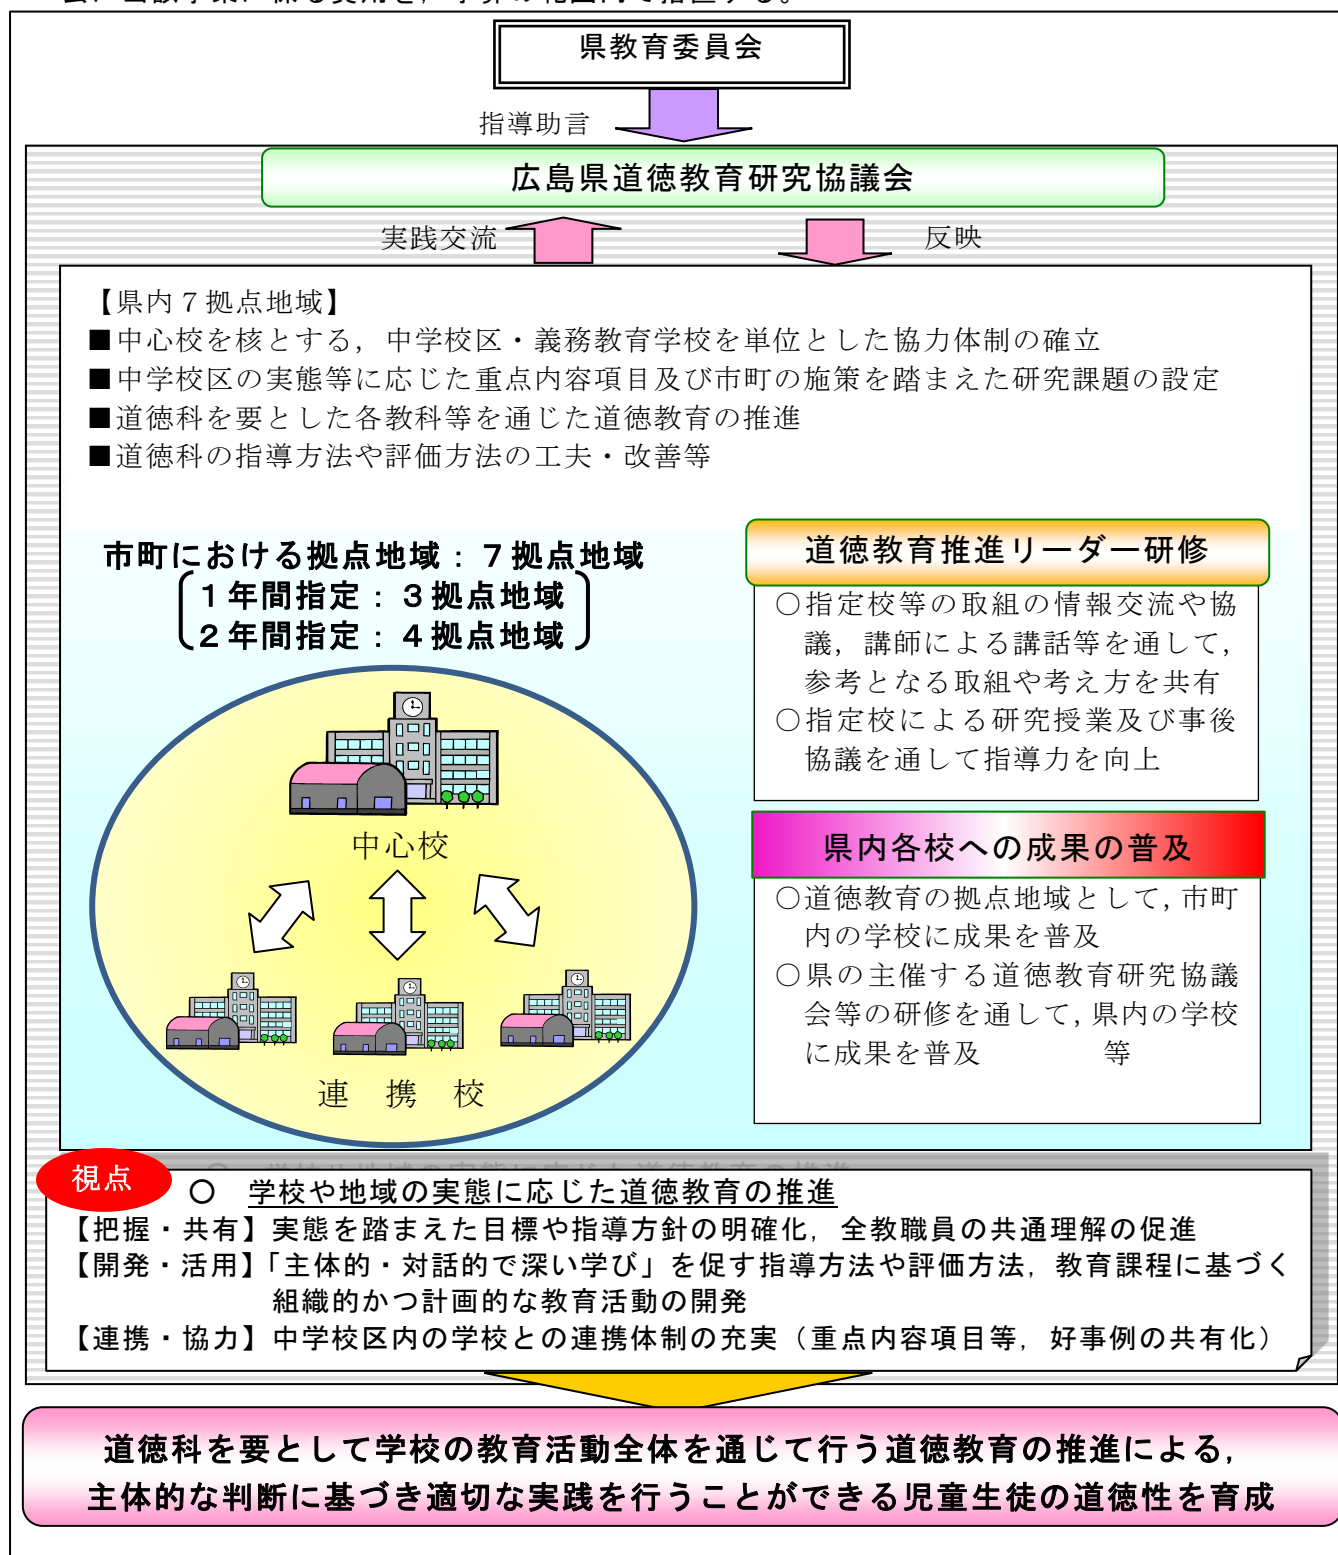 県教育委員会
指導助言
広島県道徳教育研究協議会
実践交流
反映
【県内７拠点地域】
■中心校を核とする，中学校区・義務教育学校を単位とした協力体制の確立
■中学校区の実態等に応じた重点内容項目及び市町の施策を踏まえた研究課題の設定
■道徳科を要とした各教科等を通じた道徳教育の推進
■道徳科の指導方法や評価方法の工夫・改善等
市町における拠点地域：７拠点地域
１年間指定：３拠点地域
２年間指定：４拠点地域
中心校
連　携　校
道徳教育推進リーダー研修
○指定校等の取組の情報交流や協
議，講師による講話等を通して，
参考となる取組や考え方を共有
○指定校による研究授業及び事後
協議を通して指導力を向上
県内各校への成果の普及
○道徳教育の拠点地域として，市町
内の学校に成果を普及
○県の主催する道徳教育研究協議
会等の研修を通して，県内の学校
に成果を普及　　　　等
視点
○　学校や地域の実態に応じた道徳教育の推進
【把握・共有】実態を踏まえた目標や指導方針の明確化，全教職員の共通理解の促進
【開発・活用】「主体的・対話的で深い学び」を促す指導方法や評価方法，教育課程に基づく
組織的かつ計画的な教育活動の開発
【連携・協力】中学校区内の学校との連携体制の充実（重点内容項目等，好事例の共有化）
道徳科を要として学校の教育活動全体を通じて行う道徳教育の推進による，
主体的な判断に基づき適切な実践を行うことができる児童生徒の道徳性を育成